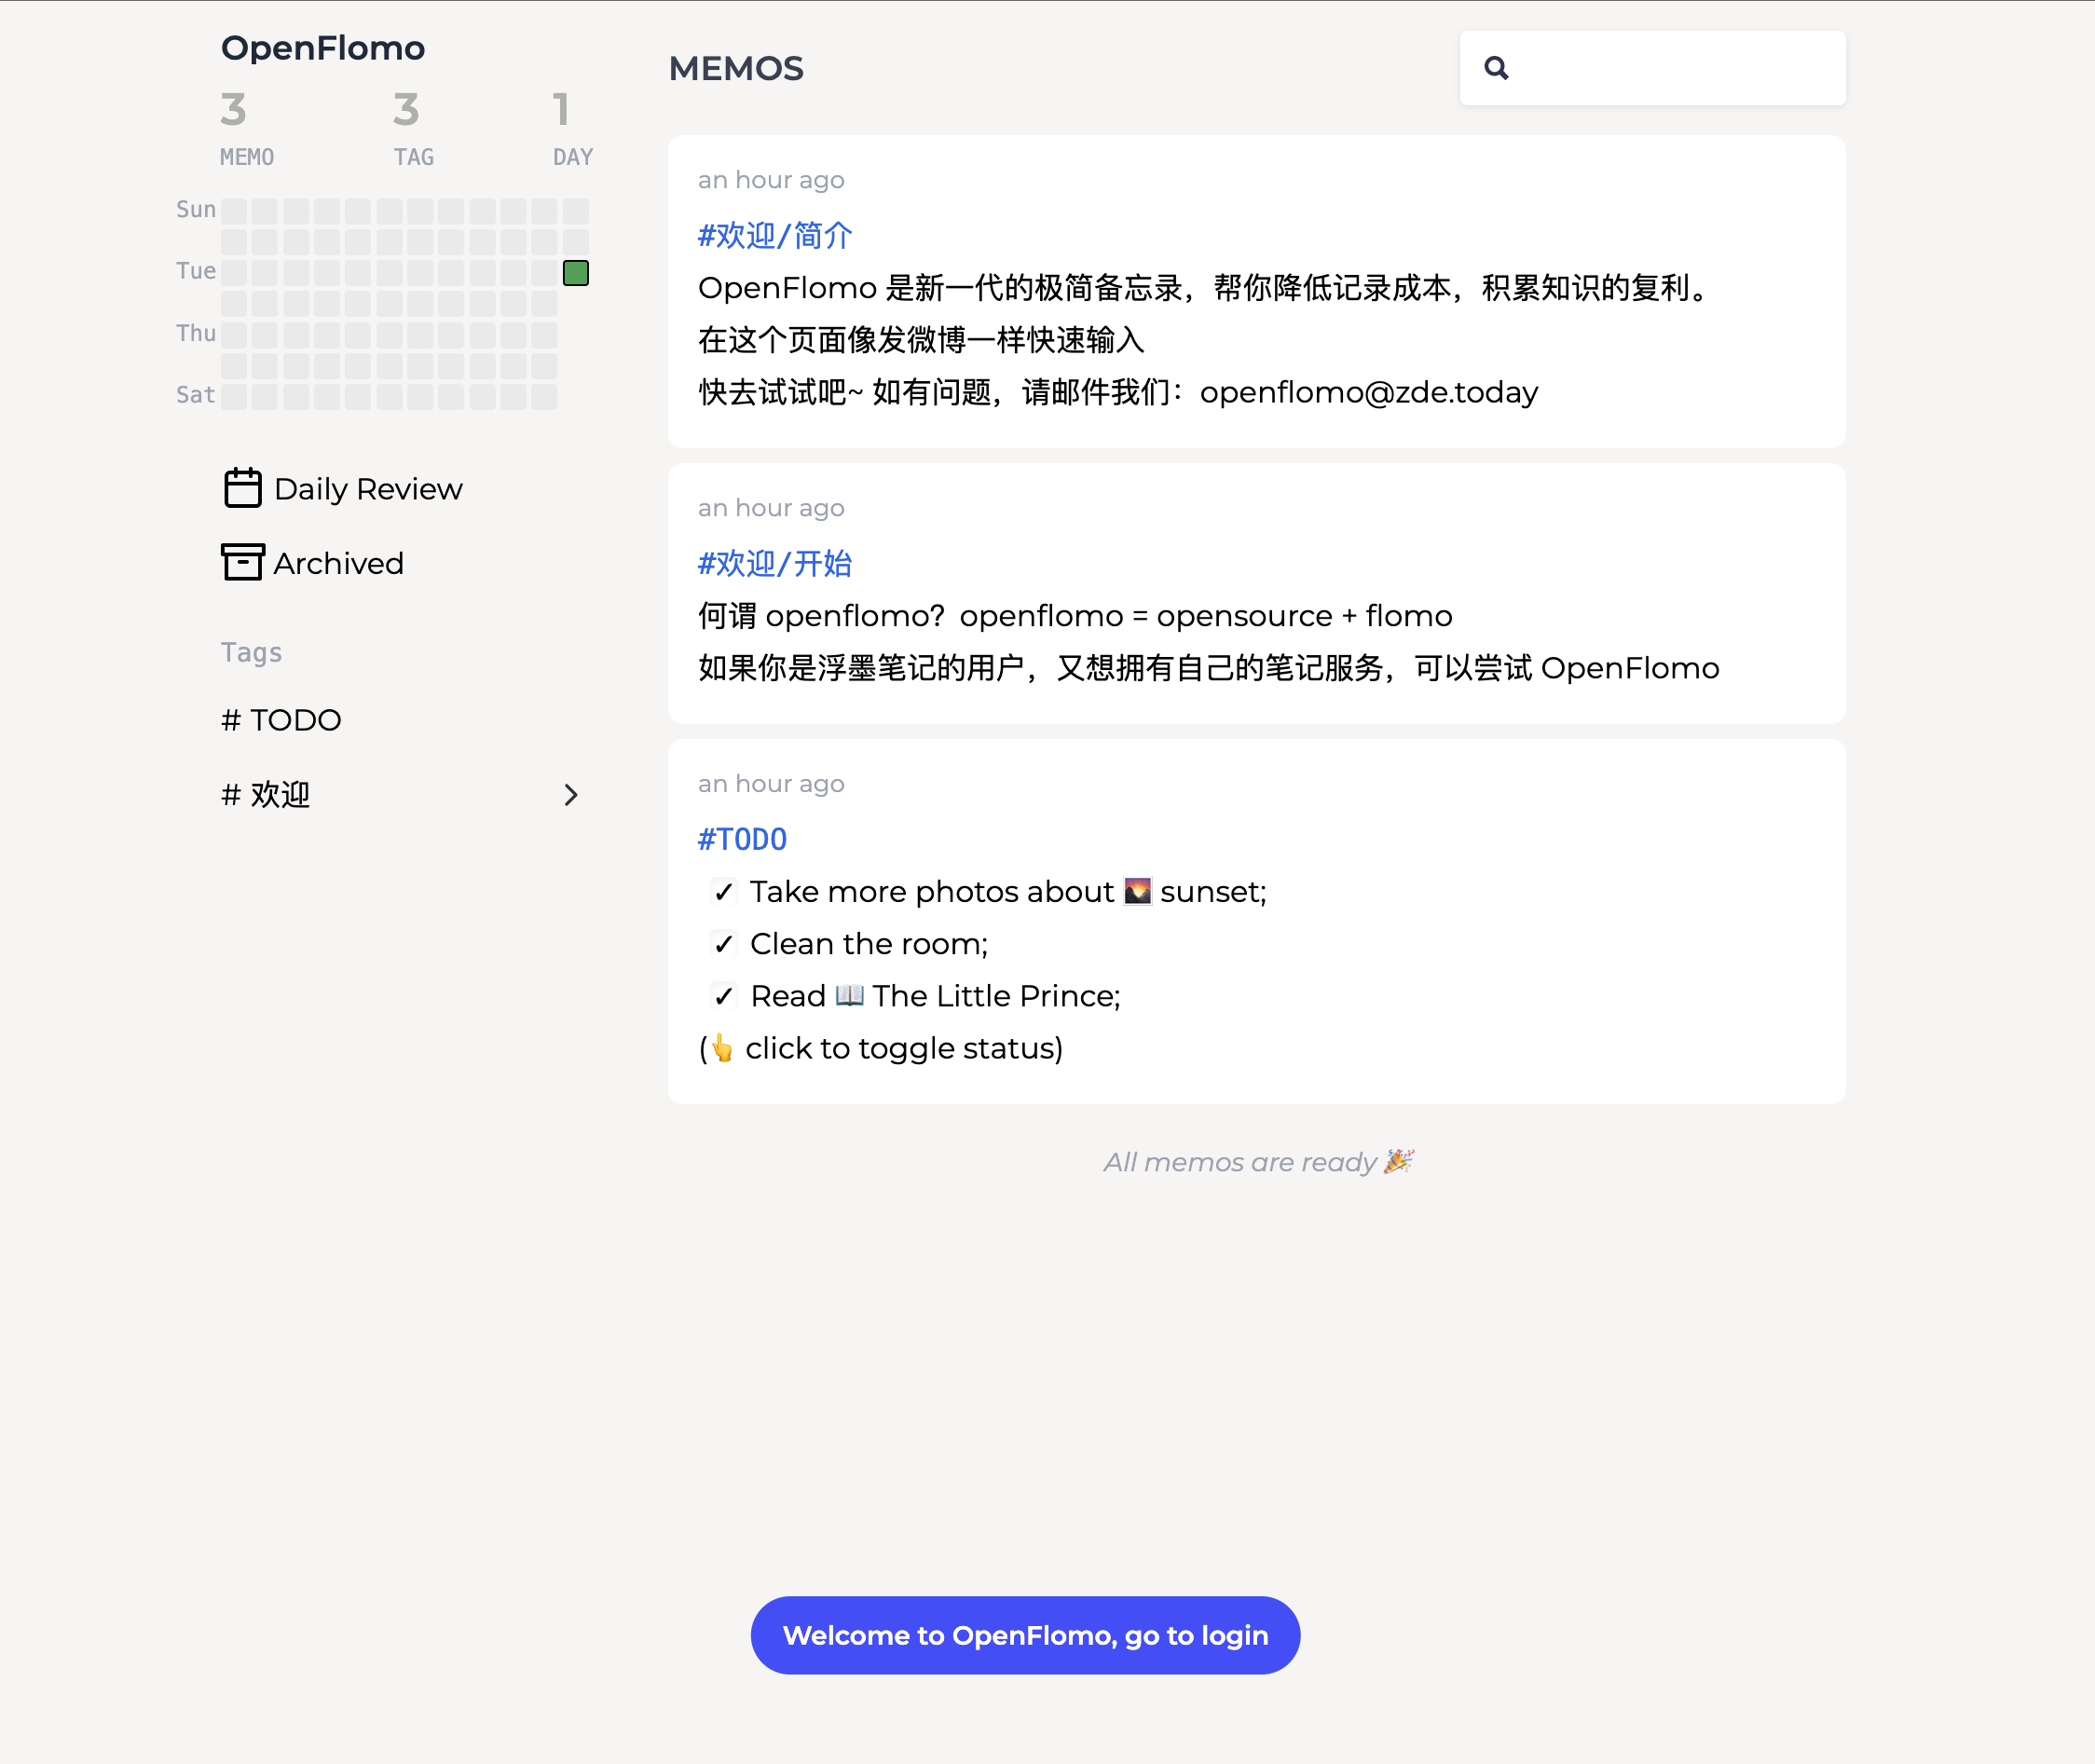 OpenFlomo
3 3 1
MEMO TAG DAY
Sun
Tue
Thu
Sat
Daily Review
Archived
Tags
# TODO
# 欢迎
MEMOS
an hour ago
#欢迎/简介
OpenFlomo 是新一代的极简备忘录，帮你降低记录成本，积累知识的复利。
在这个页面像发微博一样快速输入
快去试试吧~ 如有问题，请邮件我们：openflomo@zde.today
an hour ago
#欢迎/开始
何谓 openflomo？openflomo = opensource + flomo
如果你是浮墨笔记的用户，又想拥有自己的笔记服务，可以尝试 OpenFlomo
an hour ago
#TODO
✓ Take more photos about 🌄 sunset;
✓ Clean the room;
✓ Read 📖 The Little Prince;
(👆 click to toggle status)
All memos are ready 🎉
Welcome to OpenFlomo, go to login